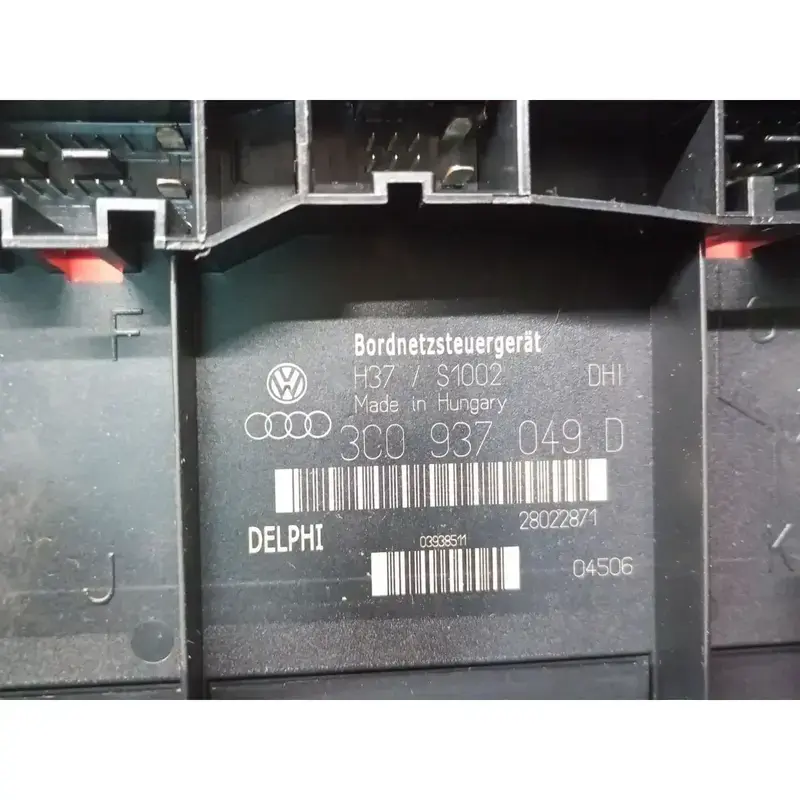 F
Bordnetzsteuergerät
H37 / S1002 DHI
Made in Hungary
3C0 937 049 D
28022871
DELPHI
03938511
04506
J
K